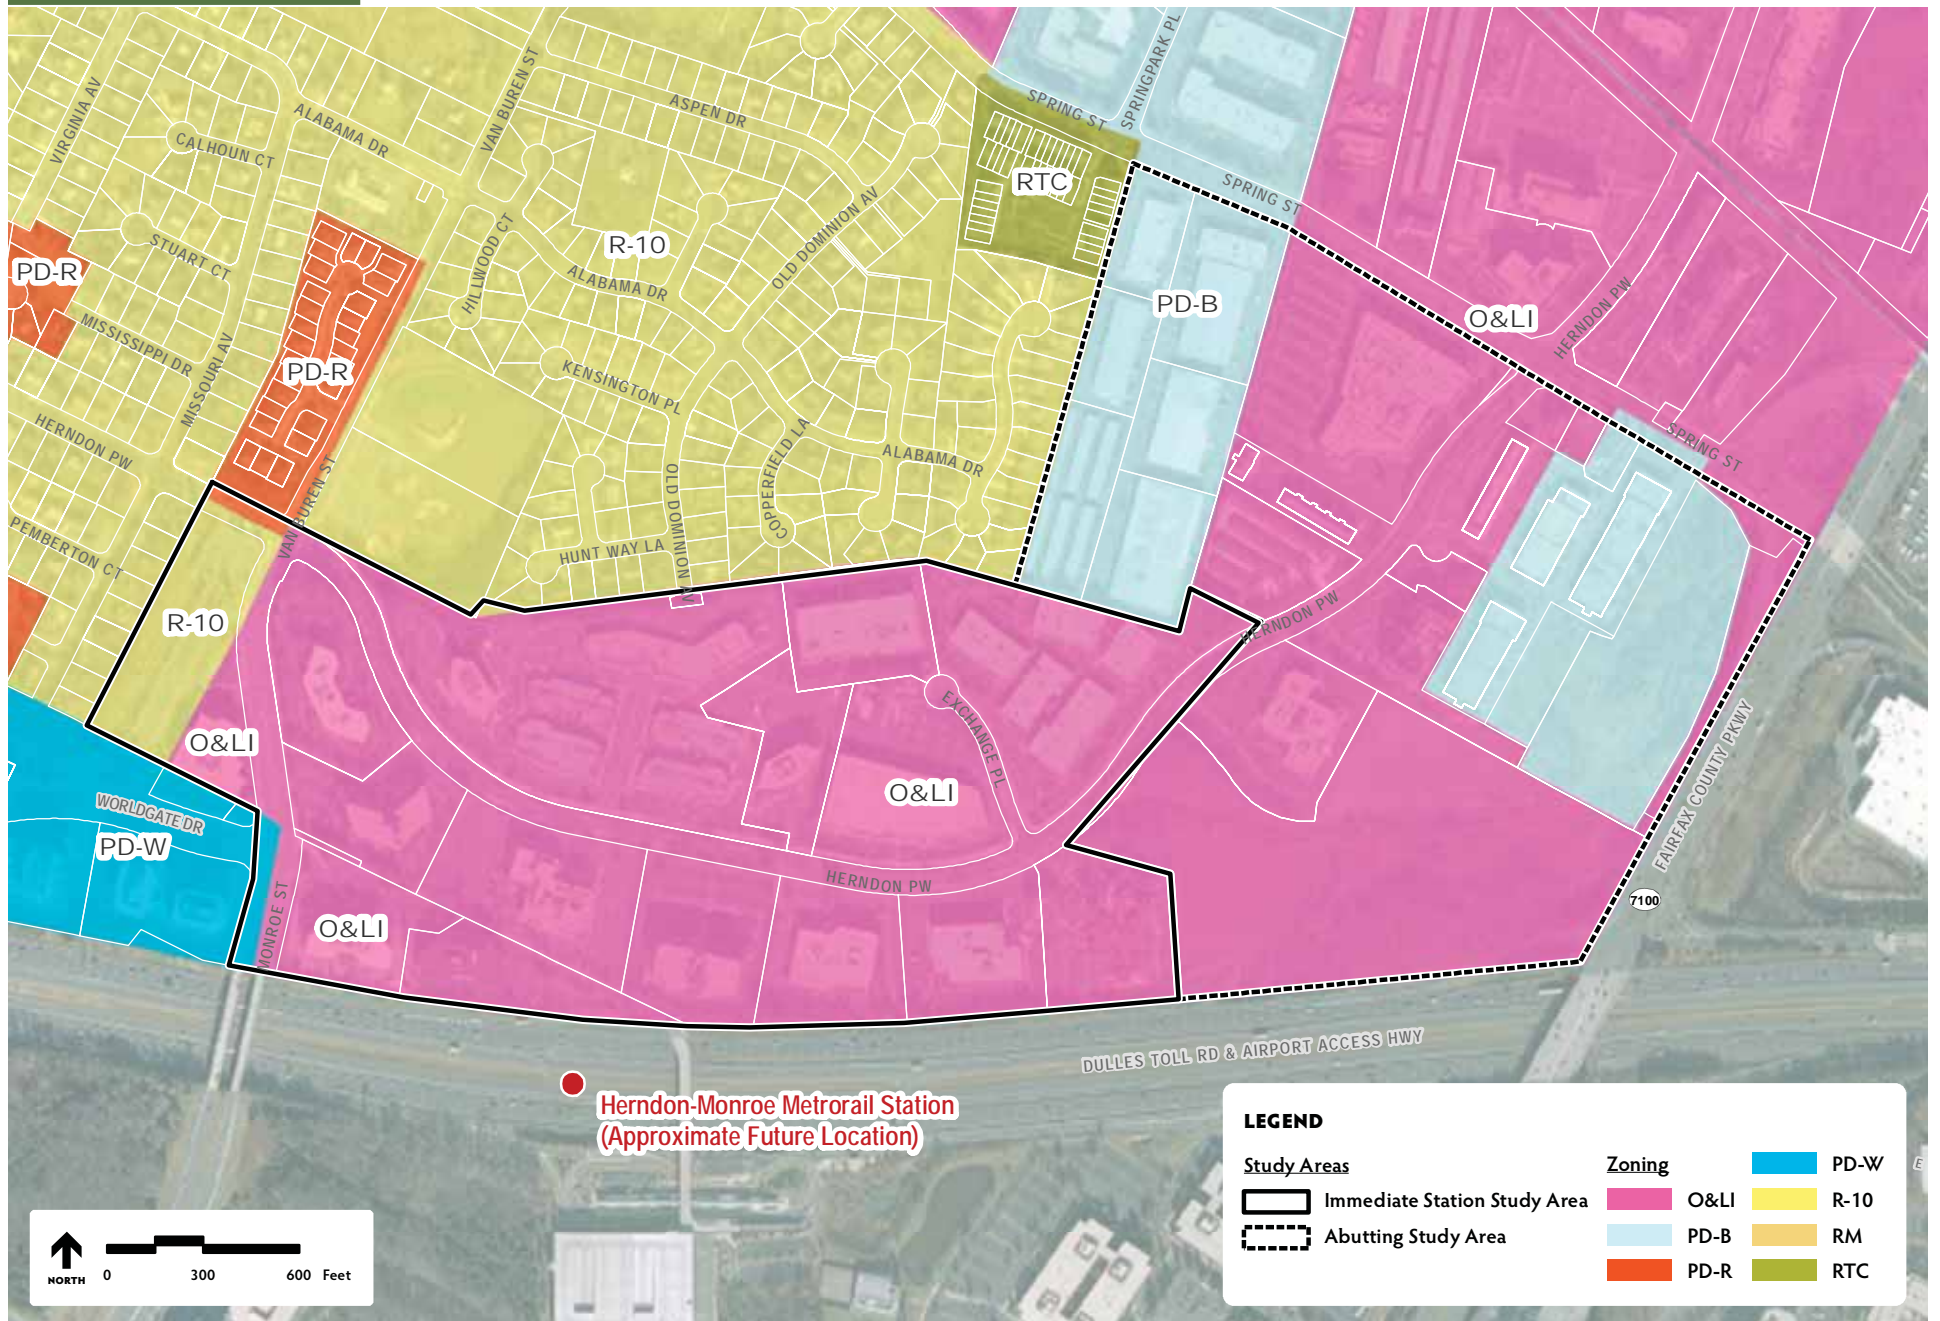 VIRGINIA AV
CALHOUN CT
ALABAMA DR
VAN BUREN ST
ASPEN DR
SPRING ST
SPRINGPARK PL
RTC
SPRING ST
PD-R
STUART CT
HILLWOOD CT
R-10
ALABAMA DR
OLD DOMINION AV
PD-B
O&LI
HERNDON PW
MISSISSIPPI DR
MISSOURI AV
PD-R
KENSINGTON PL
HERNDON PW
COPPERFIELD LA
ALABAMA DR
SPRING ST
PEMBERTON CT
VAN BUREN ST
OLD DOMINION AV
HUNT WAY LA
R-10
HERNDON PW
O&LI
EXCHANGE PL
O&LI
WORLDGATE DR
PD-W
FAIRFAX COUNTY PKWY
7100
MONROE ST
O&LI
HERNDON PW
DULLES TOLL RD & AIRPORT ACCESS HWY
Herndon-Monroe Metrorail Station
(Approximate Future Location)
NORTH
0 300 600 Feet
LEGEND
Study Areas
Immediate Station Study Area
Abutting Study Area
Zoning
O&LI
PD-B
PD-R
PD-W
R-10
RM
RTC
E